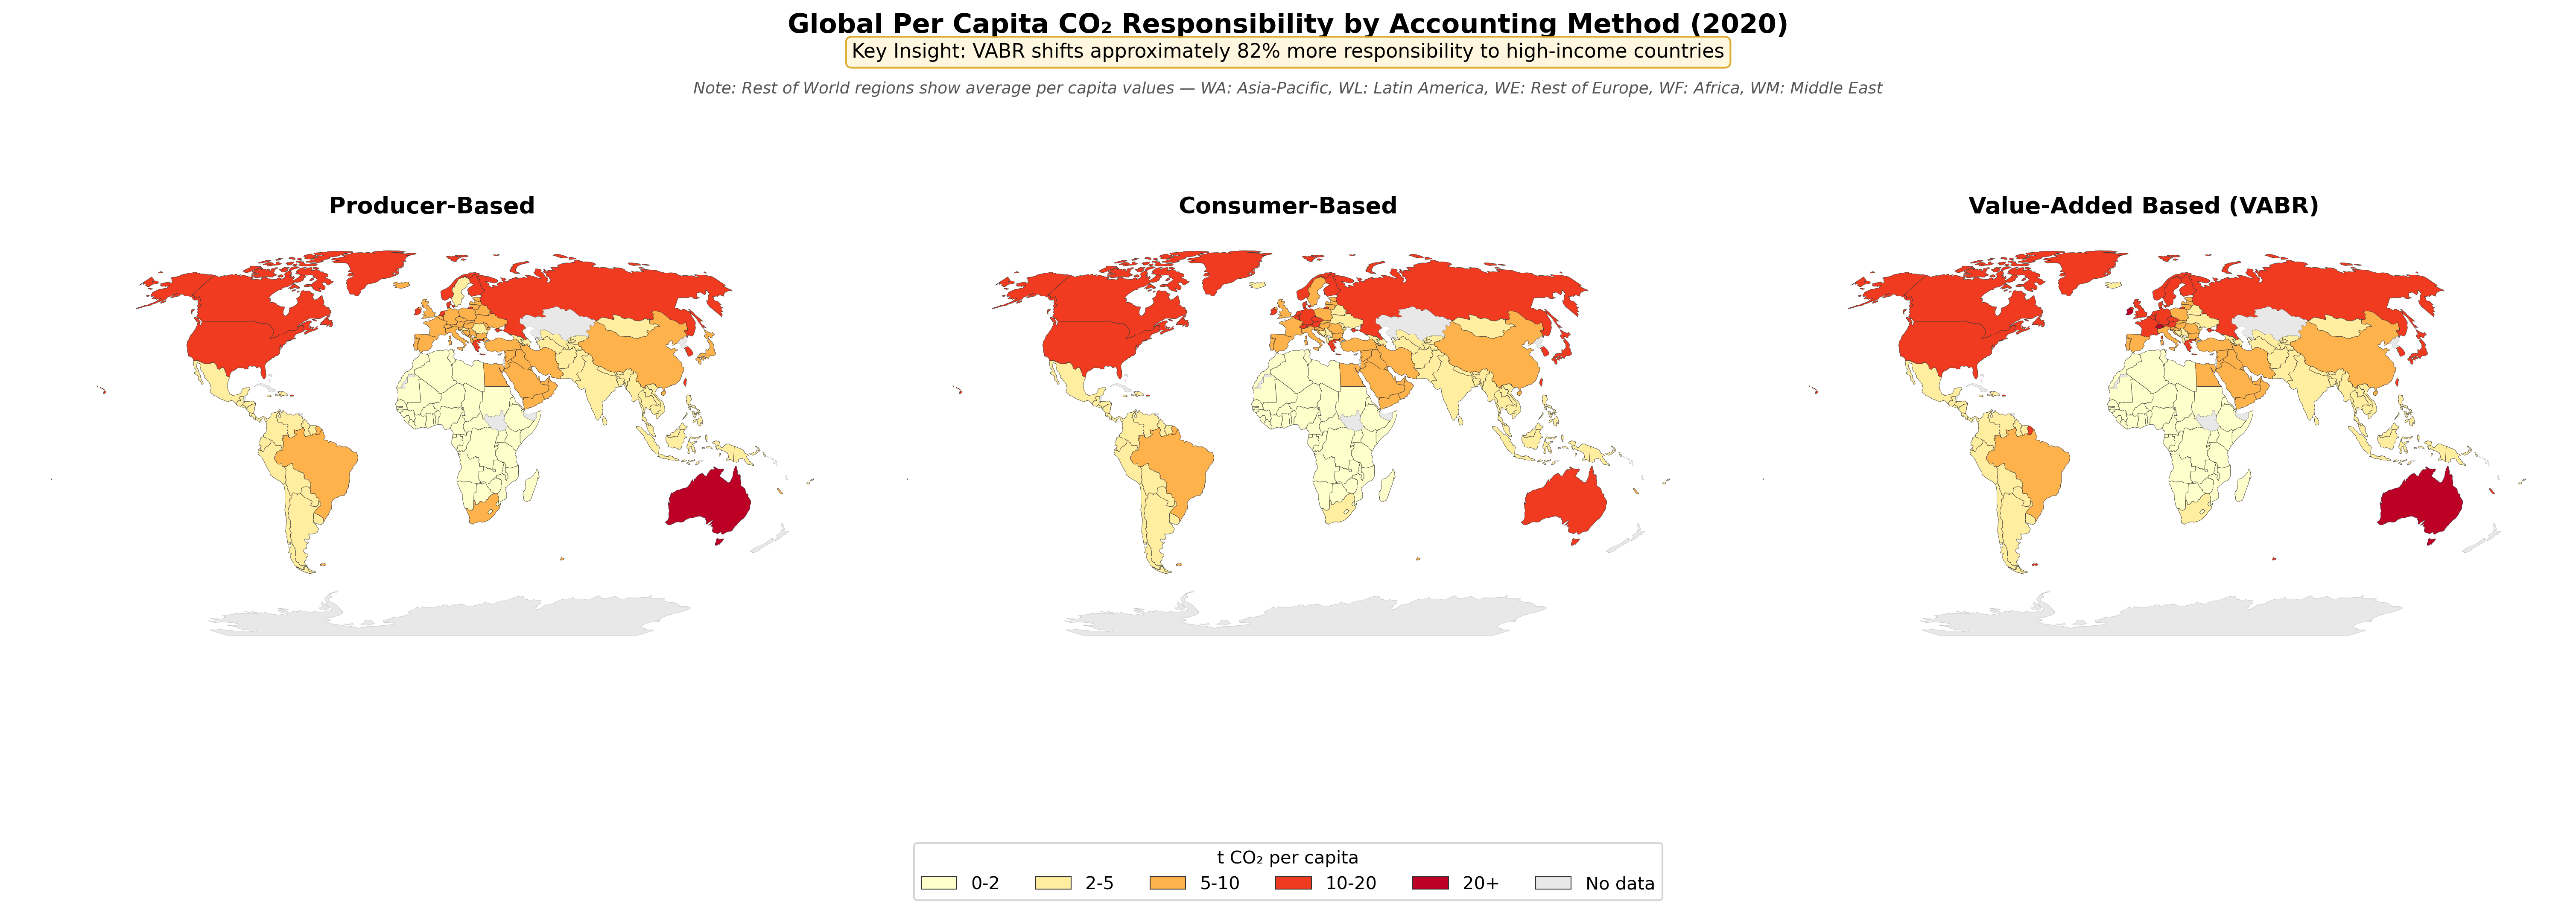 Global Per Capita CO₂ Responsibility by Accounting Method (2020)
Key Insight: VABR shifts approximately 82% more responsibility to high-income countries
Note: Rest of World regions show average per capita values — WA: Asia-Pacific, WL: Latin America, WE: Rest of Europe, WF: Africa, WM: Middle East
Producer-Based
Consumer-Based
Value-Added Based (VABR)
t CO₂ per capita
0-2 2-5 5-10 10-20 20+ No data